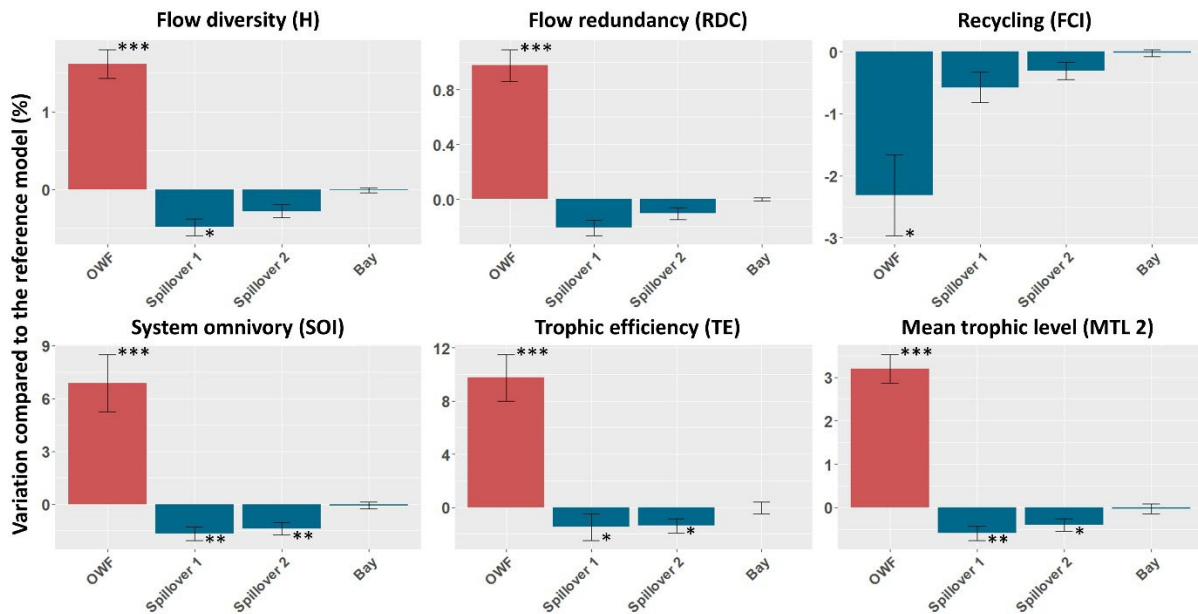 Flow diversity (H)
Flow redundancy (RDC)
Recycling (FCI)
Variation compared to the reference model (%)
1
0
***
*
OWF
Spillover 1
Spillover 2
Bay
0.8
0.4
0.0
***
OWF
Spillover 1
Spillover 2
Bay
0
-1
-2
-3
*
OWF
Spillover 1
Spillover 2
Bay
System omnivory (SOI)
Trophic efficiency (TE)
Mean trophic level (MTL 2)
9
6
3
0
***
**
**
OWF
Spillover 1
Spillover 2
Bay
12
8
4
0
***
*
*
OWF
Spillover 1
Spillover 2
Bay
3
2
1
0
***
**
*
OWF
Spillover 1
Spillover 2
Bay